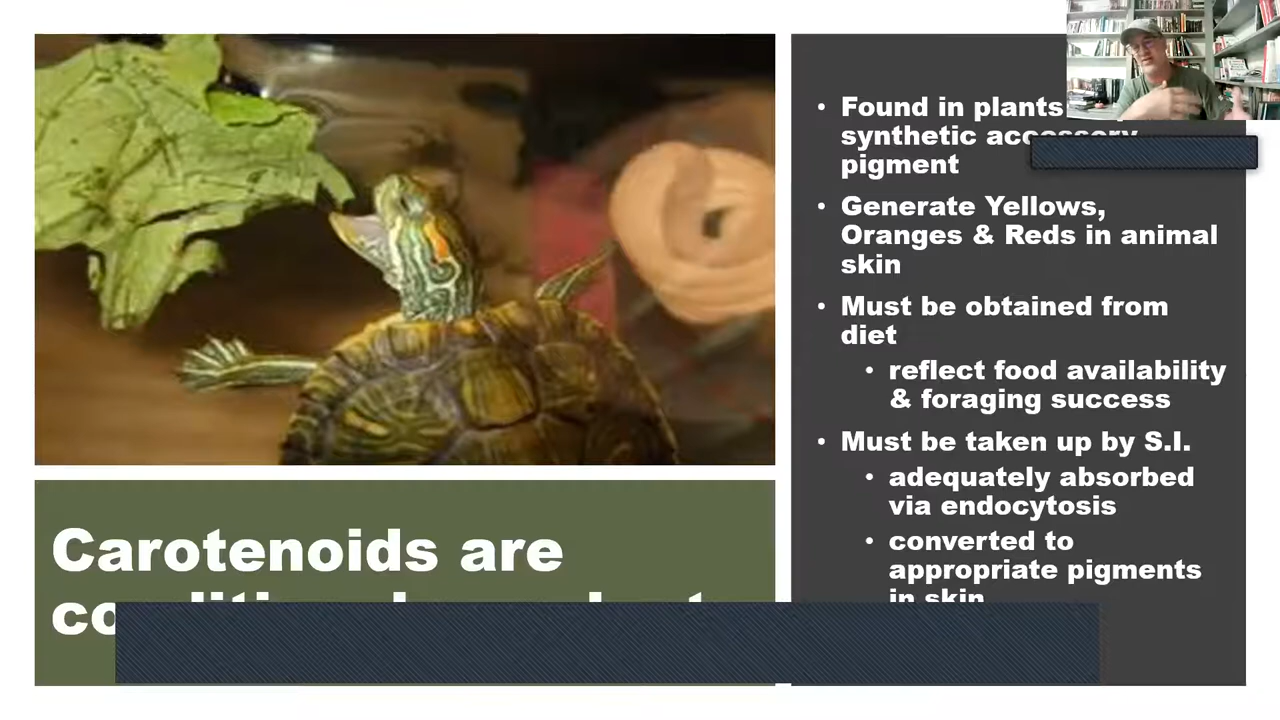 Found in plants
synthetic accessory
pigment
Generate Yellows,
Oranges & Reds in animal
skin
Must be obtained from
diet
reflect food availability
& foraging success
Must be taken up by S.I.
adequately absorbed
via endocytosis
converted to
appropriate pigments
in skin
Carotenoids are